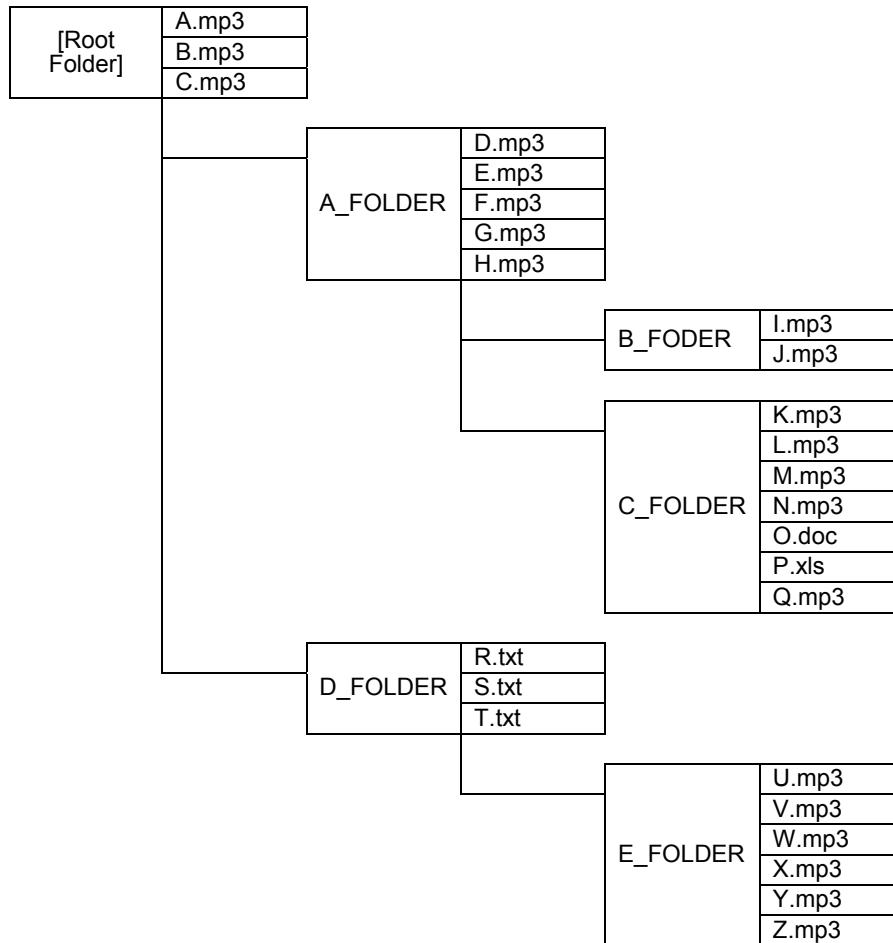 [Root
Folder]
A.mp3
B.mp3
C.mp3
A_FOLDER
D.mp3
E.mp3
F.mp3
G.mp3
H.mp3
B_FODER
I.mp3
J.mp3
C_FOLDER
K.mp3
L.mp3
M.mp3
N.mp3
O.doc
P.xls
Q.mp3
D_FOLDER
R.txt
S.txt
T.txt
E_FOLDER
U.mp3
V.mp3
W.mp3
X.mp3
Y.mp3
Z.mp3